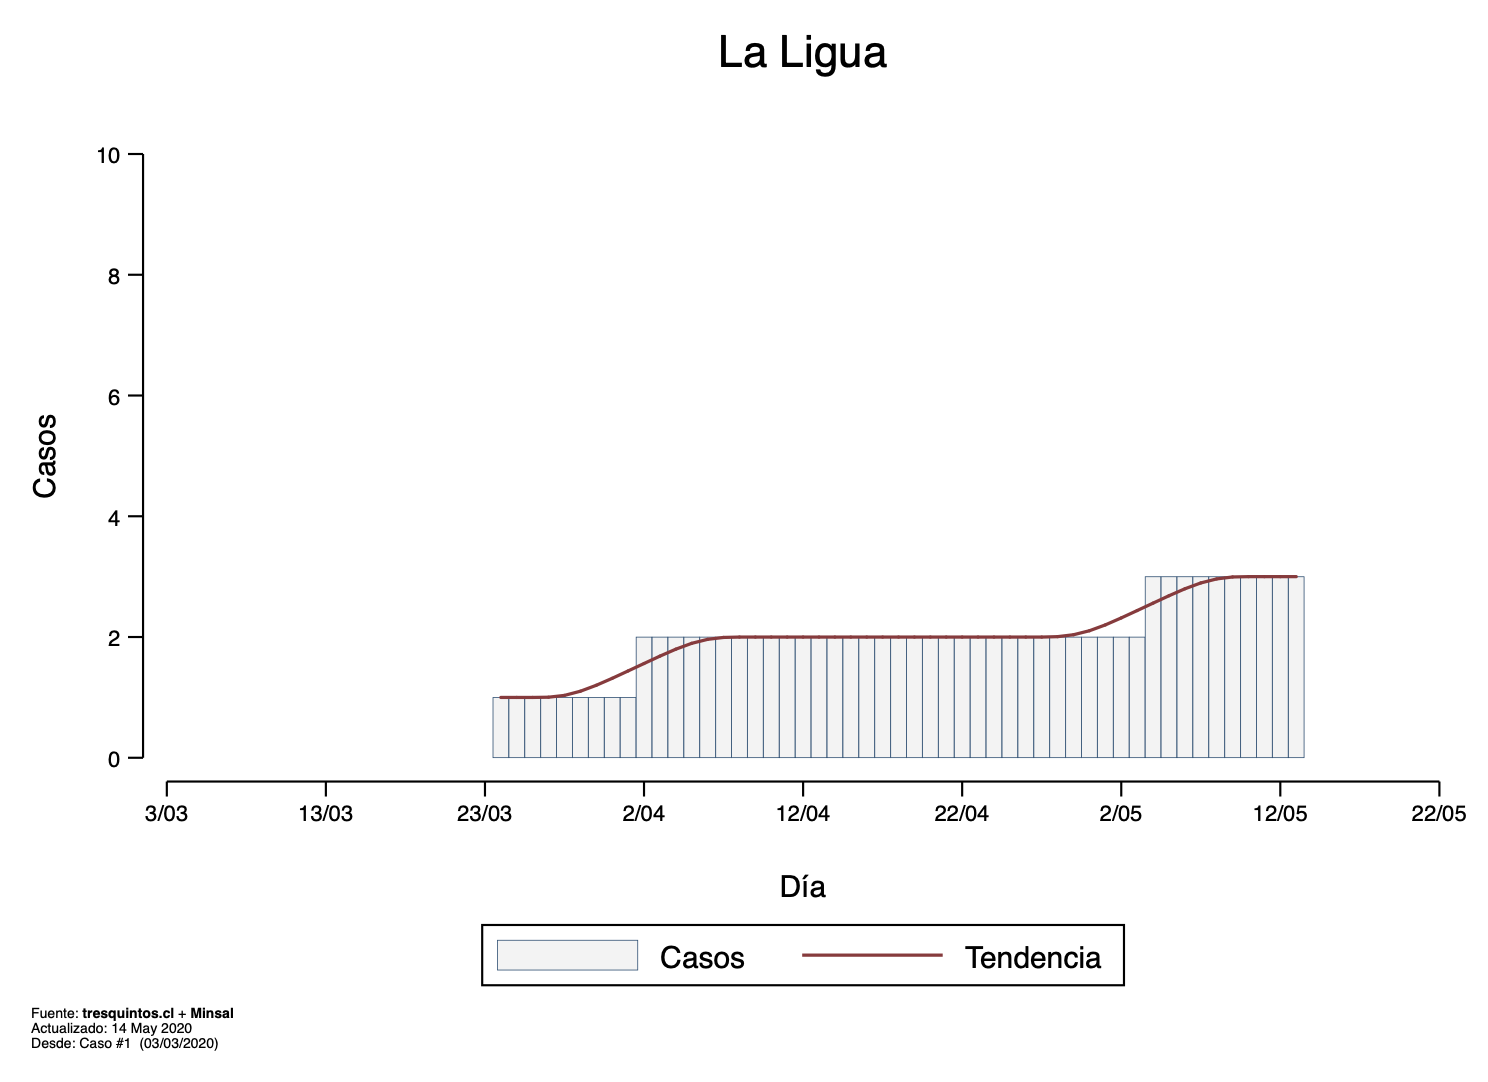 La Ligua
10
8
6
4
2
0
Casos
3/03 13/03 23/03 2/04 12/04 22/04 2/05 12/05 22/05
Día
Casos Tendencia
Fuente: tresquintos.cl + Minsal
Actualizado: 14 May 2020
Desde: Caso #1 (03/03/2020)